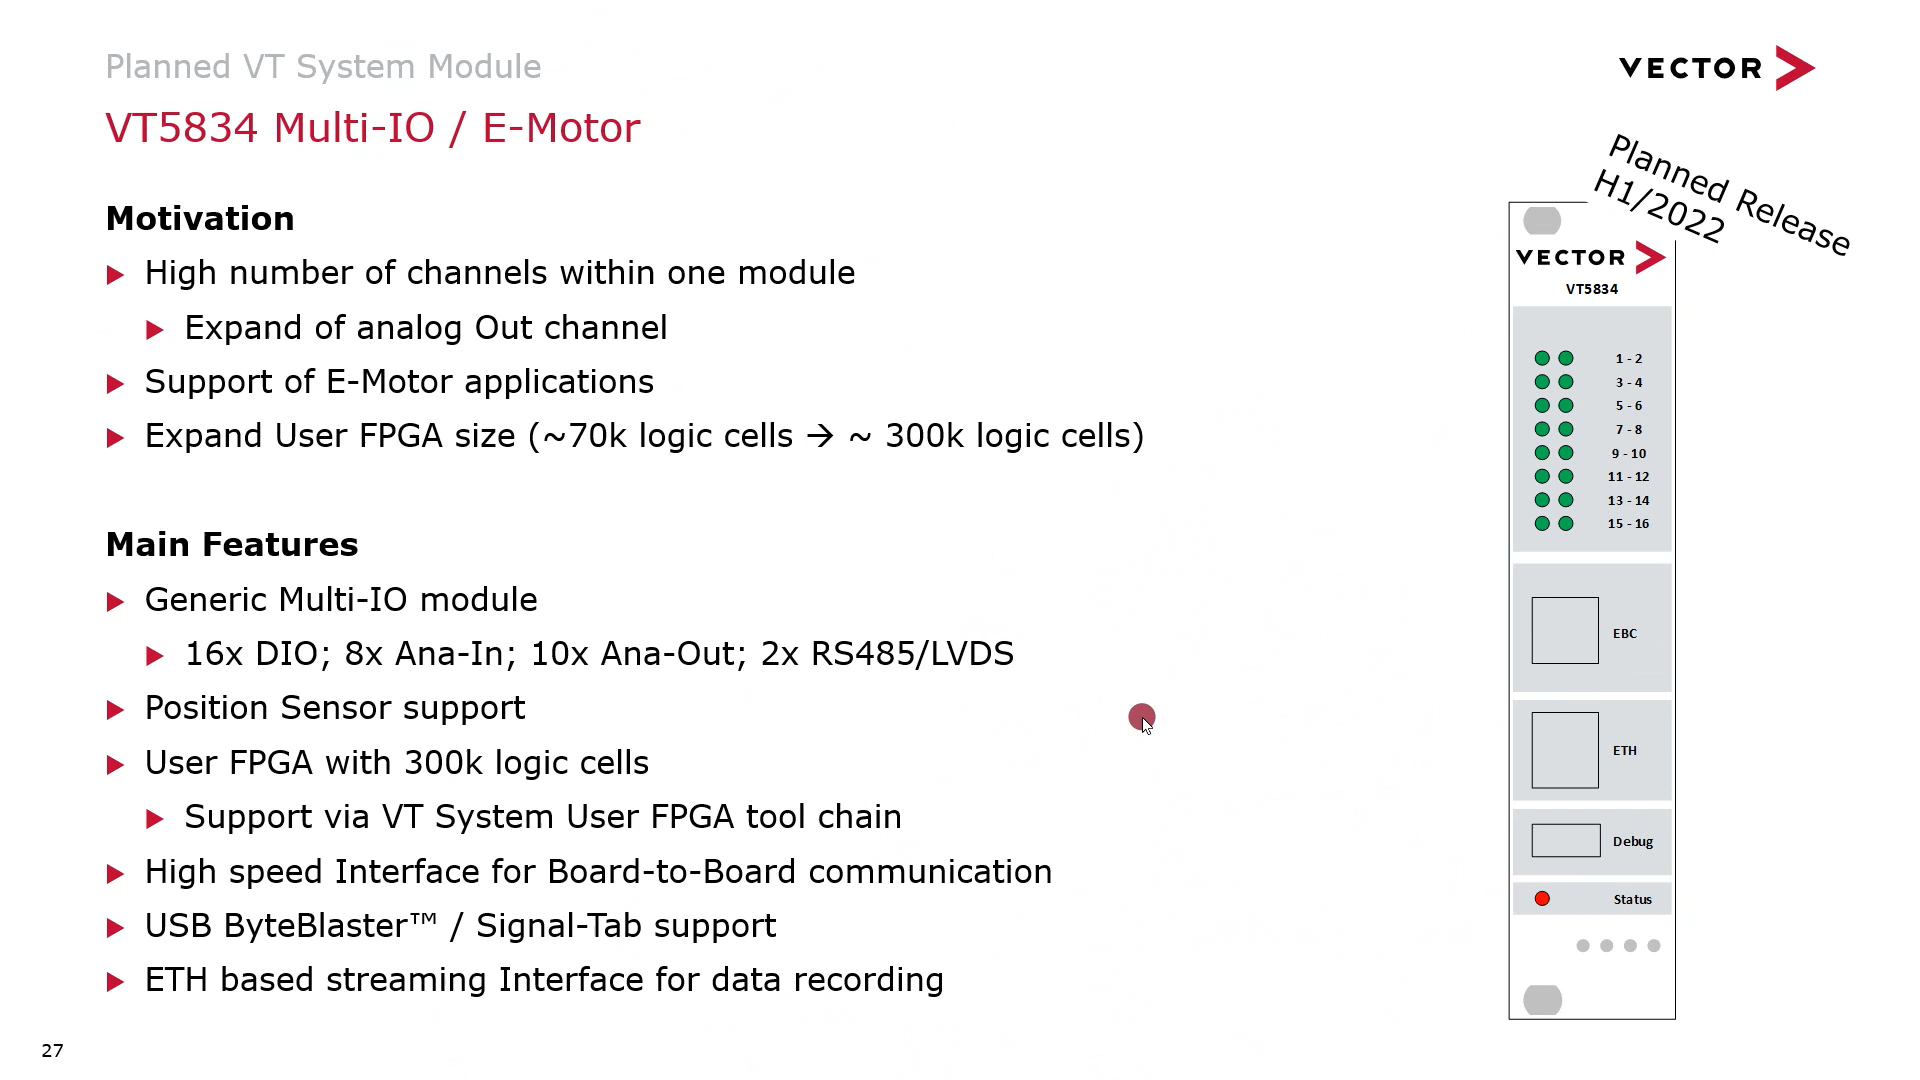 Planned VT System Module
VECTOR
VT5834 Multi-IO / E-Motor
Planned Release
H1/2022
Motivation
▶ High number of channels within one module
▶ Expand of analog Out channel
▶ Support of E-Motor applications
▶ Expand User FPGA size (~70k logic cells → ~ 300k logic cells)
Main Features
▶ Generic Multi-IO module
▶ 16x DIO; 8x Ana-In; 10x Ana-Out; 2x RS485/LVDS
▶ Position Sensor support
▶ User FPGA with 300k logic cells
▶ Support via VT System User FPGA tool chain
▶ High speed Interface for Board-to-Board communication
▶ USB ByteBlaster™ / Signal-Tab support
▶ ETH based streaming Interface for data recording
VECTOR
VT5834
1 - 2
3 - 4
5 - 6
7 - 8
9 - 10
11 - 12
13 - 14
15 - 16
EBC
ETH
Debug
Status
27